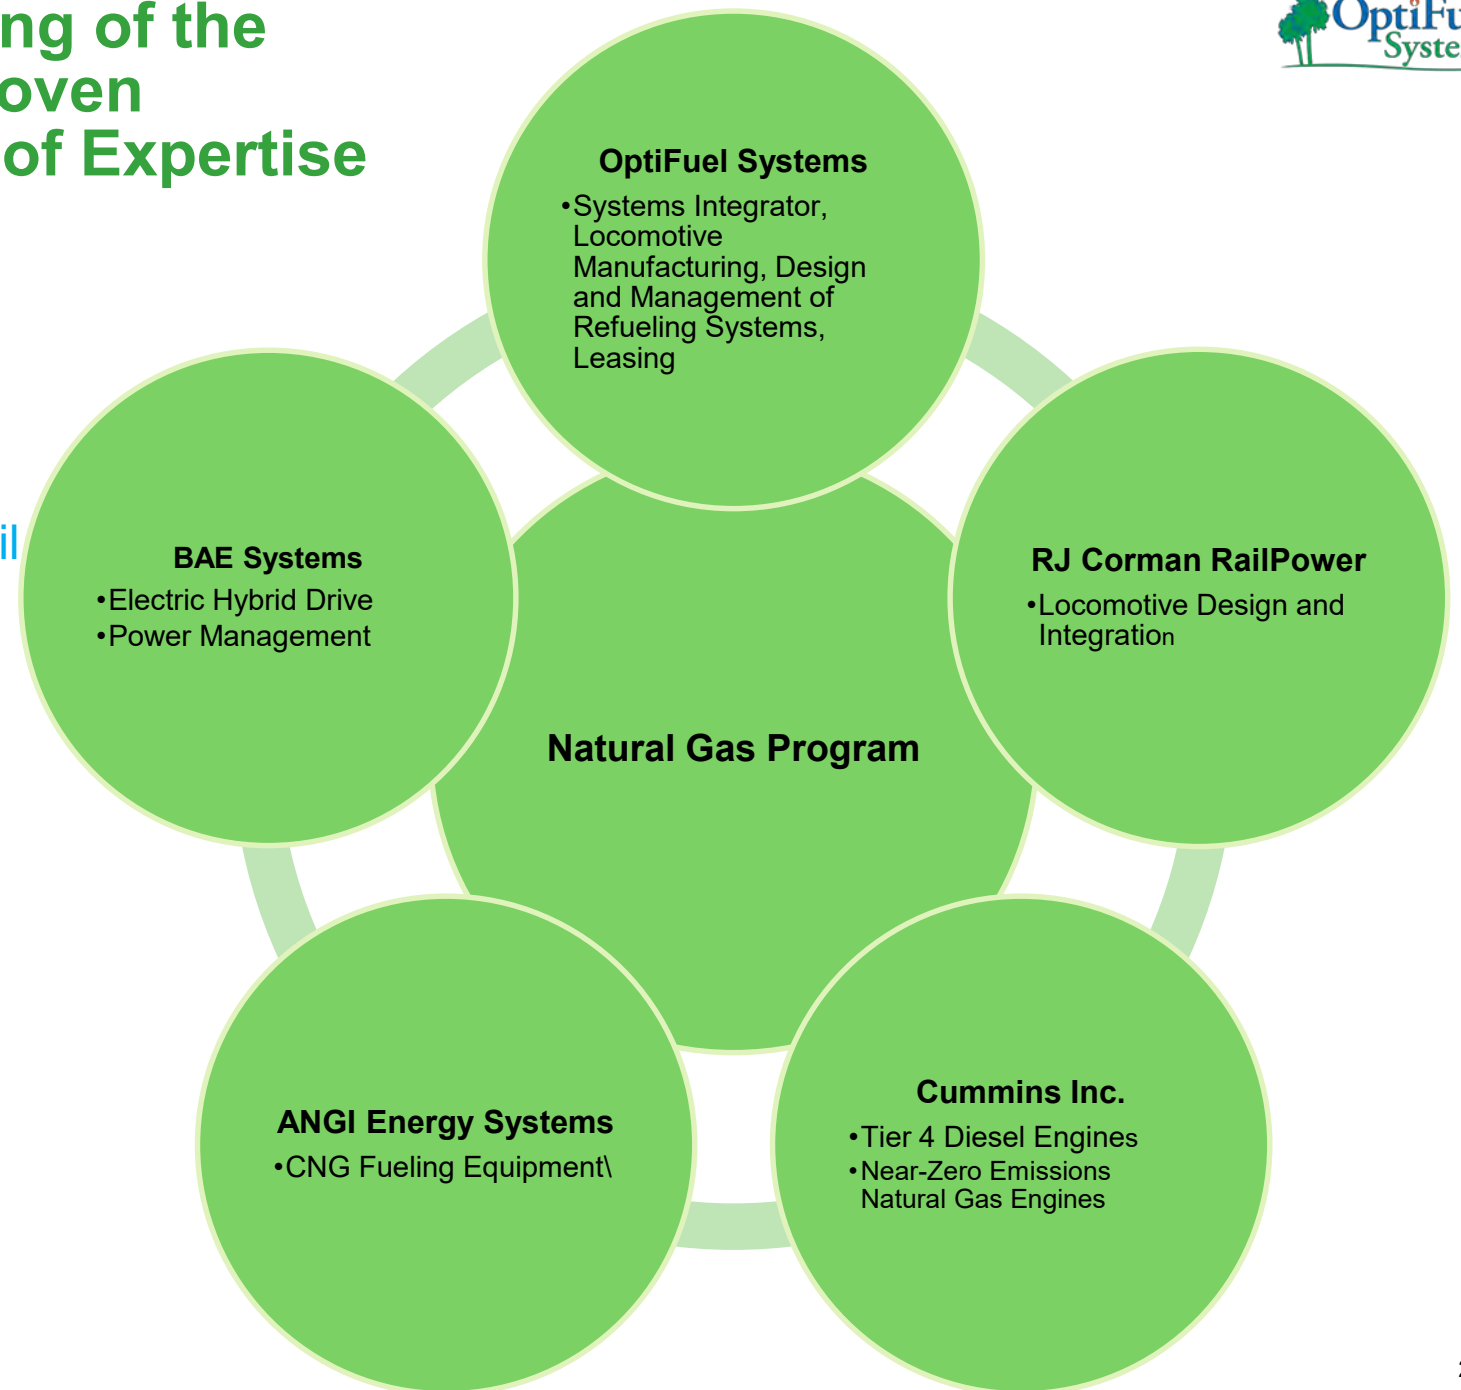 ng of the
oven
of Expertise
OptiFu
Syste
OptiFuel Systems
•Systems Integrator,
Locomotive
Manufacturing, Design
and Management of
Refueling Systems,
Leasing
il
BAE Systems
•Electric Hybrid Drive
•Power Management
RJ Corman RailPower
•Locomotive Design and
Integration
Natural Gas Program
ANGI Energy Systems
•CNG Fueling Equipment\
Cummins Inc.
•Tier 4 Diesel Engines
•Near-Zero Emissions
Natural Gas Engines